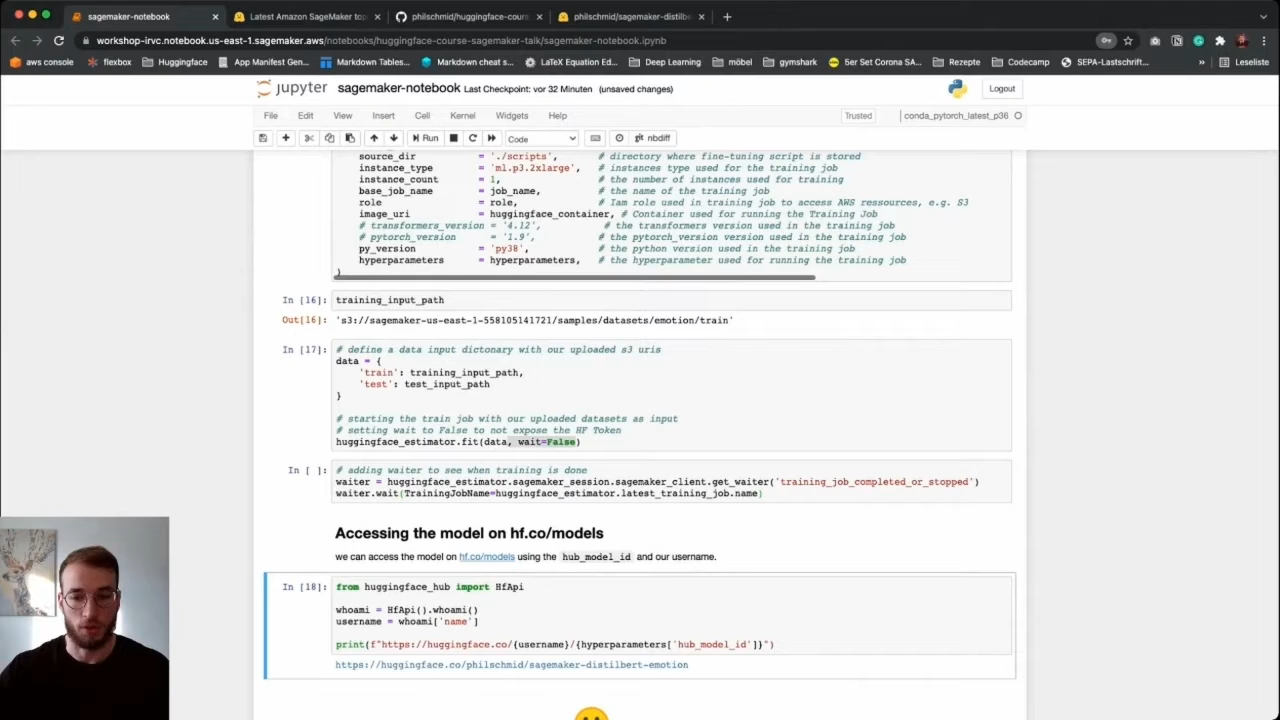 sagemaker-notebook
Latest Amazon SageMaker top
philschmid/huggingface-cours
philschmid/sagemaker-distilbe
workshop-irvc.notebook.us-east-1.sagemaker.aws/notebooks/huggingface-course-sagemaker-talk/sagemaker-notebook.ipynb
aws console
flexbox
Huggingface
App Manifest Gen...
Markdown Tables...
Markdown cheat s...
LaTeX Equation Ed...
Deep Learning
möbel
gymshark
5er Set Corona SA...
Rezepte
Codecamp
SEPA-Lastschrift...
»
Leseliste
jupyter
sagemaker-notebook
Last Checkpoint: vor 32 Minuten
(unsaved changes)
Logout
File
Edit
View
Insert
Cell
Kernel
Widgets
Help
Trusted
conda_pytorch_latest_p36
Run
Code
nbdiff
source_dir = './scripts', # directory where fine-tuning script is stored
instance_type = 'ml.p3.2xlarge', # instances type used for the training job
instance_count = 1, # the number of instances used for training
base_job_name = job_name, # the name of the training job
role = role, # Iam role used in training job to access AWS ressources, e.g. S3
image_uri = huggingface_container, # Container used for running the Training Job
# transformers_version = '4.12', # the transformers version used in the training job
# pytorch_version = '1.9', # the pytorch_version version used in the training job
py_version = 'py38', # the python version used in the training job
hyperparameters = hyperparameters, # the hyperparameter used for running the training job
)
In [16]: training_input_path
Out[16]: 's3://sagemaker-us-east-1-558105141721/samples/datasets/emotion/train'
In [17]: # define a data input dictonary with our uploaded s3 uris
data = {
'train': training_input_path,
'test': test_input_path
}
# starting the train job with our uploaded datasets as input
# setting wait to False to not expose the HF Token
huggingface_estimator.fit(data, wait=False)
In [ ]: # adding waiter to see when training is done
waiter = huggingface_estimator.sagemaker_session.sagemaker_client.get_waiter('training_job_completed_or_stopped')
waiter.wait(TrainingJobName=huggingface_estimator.latest_training_job.name)
Accessing the model on hf.co/models
we can access the model on hf.co/models using the hub_model_id and our username.
In [18]: from huggingface_hub import HfApi
whoami = HfApi().whoami()
username = whoami['name']
print(f"https://huggingface.co/{username}/{hyperparameters['hub_model_id']}")
https://huggingface.co/philschmid/sagemaker-distilbert-emotion